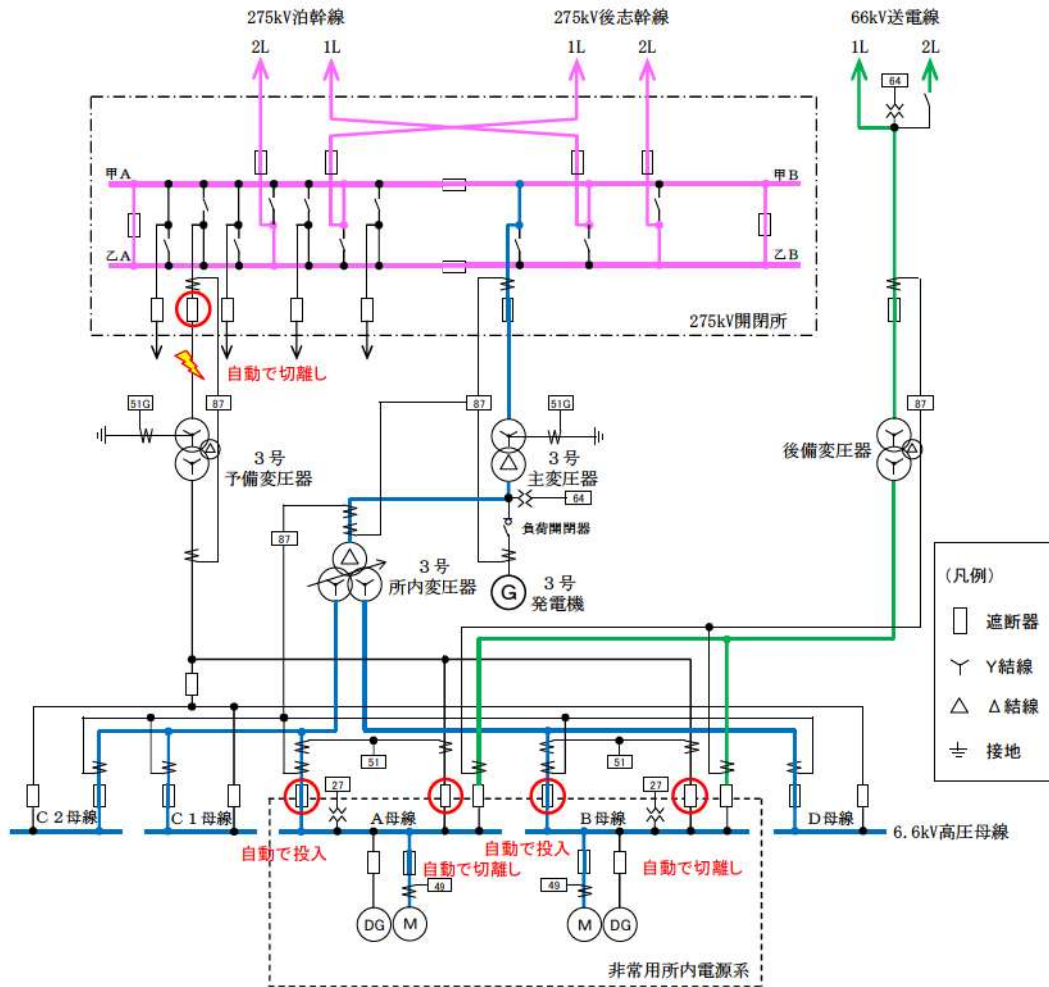 275kV泊幹線
275kV後志幹線
66kV送電線
2L
1L
1L
2L
1L
2L
64
甲A
甲B
乙A
乙B
275kV開閉所
自動で切離し
51G
87
87
51G
87
3号
予備変圧器
3号
主変圧器
後備変圧器
64
負荷開閉器
87
3号
所内変圧器
G
3号
発電機
(凡例)
遮断器
Y結線
Δ結線
接地
51
51
27
27
C2母線
C1母線
A母線
B母線
D母線
6.6kV高圧母線
自動で投入
自動で切離し
自動で投入
自動で切離し
49
49
DG
M
M
DG
非常用所内電源系